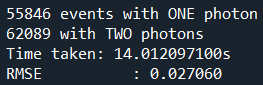 55846 events with ONE photon
62089 with TWO photons
Time taken: 14.012097100s
RMSE        : 0.027060